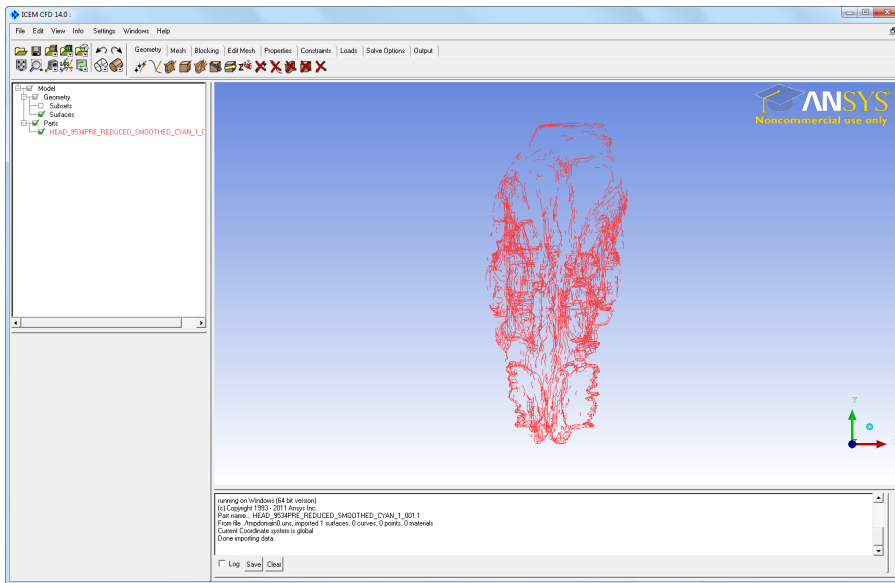 ICEM CFD 14.0 :
File Edit View Info Settings Windows Help
Geometry Mesh Blocking Edit Mesh Properties Constraints Loads Solve Options Output
Model
Geometry
Subsets
Surfaces
Parts
HEAD_9534PRE_REDUCED_SMOOTHED_CYAN_1_0
ANSYS
Noncommercial use only
Y
running on Windows (64 bit version)
(c) Copyright 1993 - 2011 Ansys Inc.
Part name... HEAD_9534PRE_REDUCED_SMOOTHED_CYAN_1_001.1
From file ./tmpdomain0.uns, imported 1 surfaces, 0 curves, 0 points, 0 materials
Current Coordinate system is global
Done importing data.
Log Save Clear